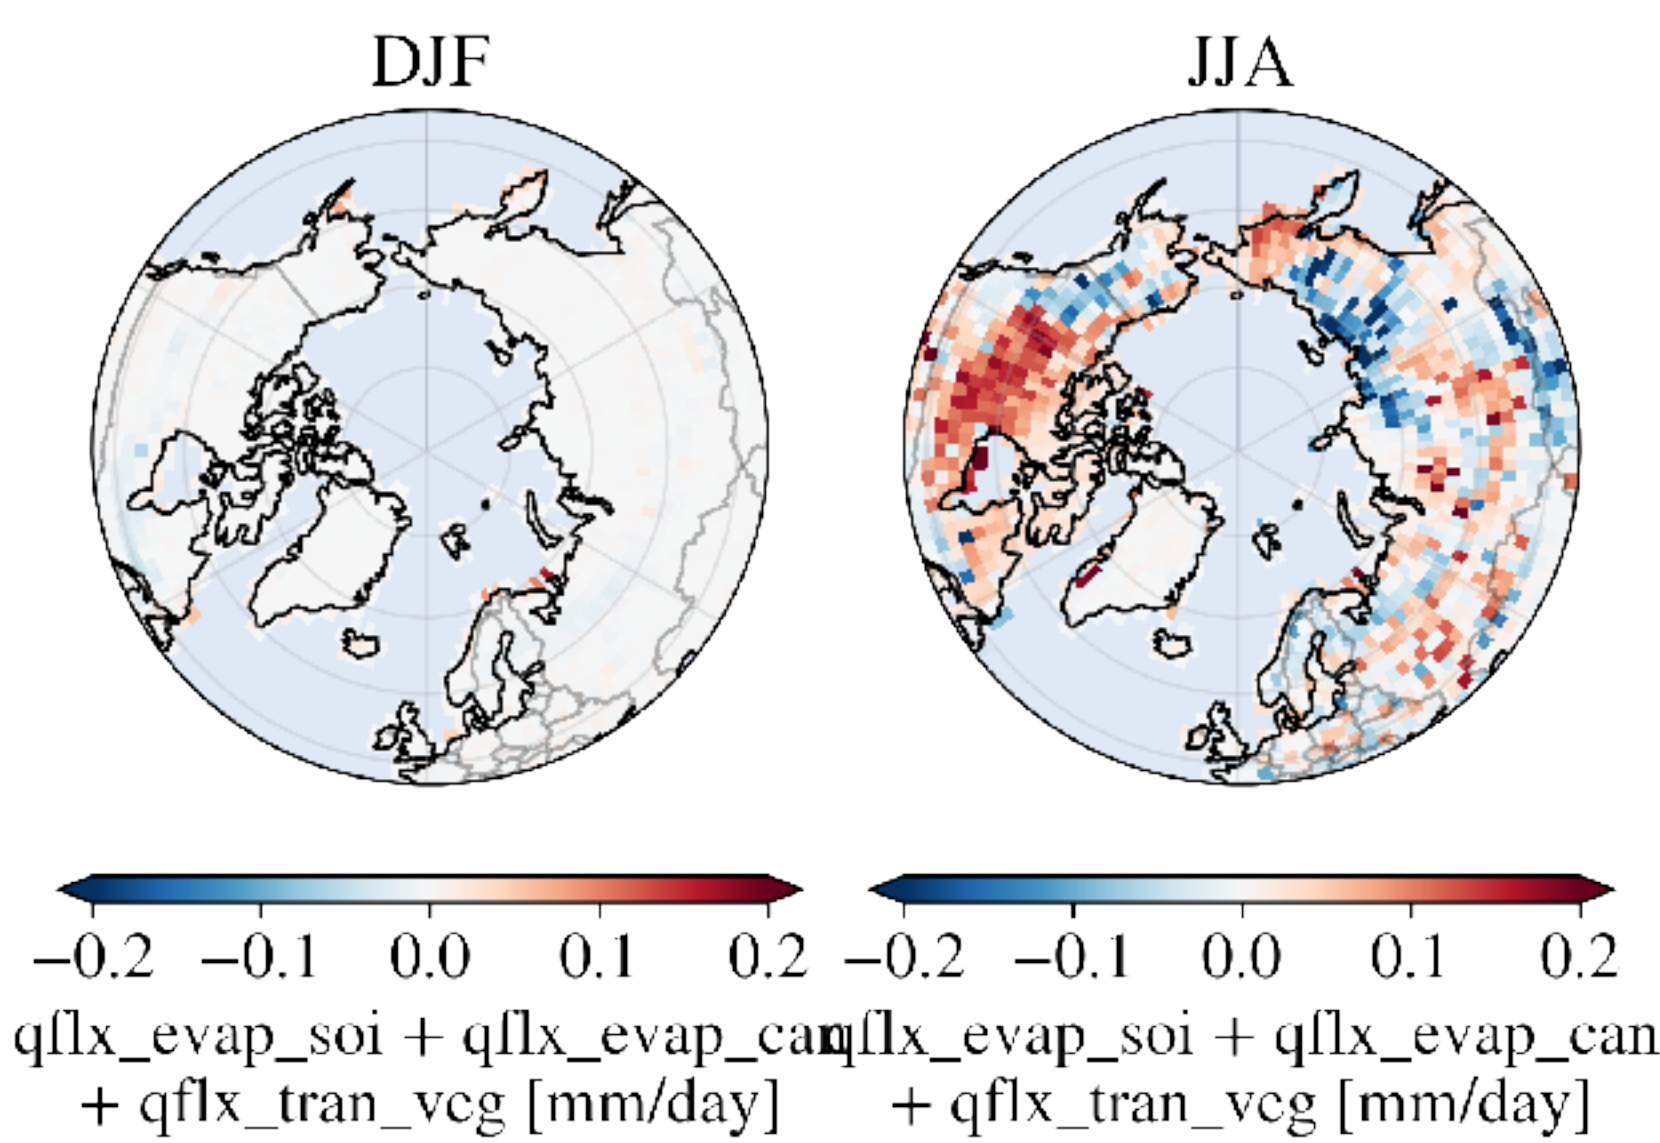 DJF JJA
−0.2 −0.1 0.0 0.1 0.2 −0.2 −0.1 0.0 0.1 0.2
qflx_evap_soi + qflx_evap_can qflx_evap_soi + qflx_evap_can
+ qflx_tran_veg [mm/day] + qflx_tran_veg [mm/day]